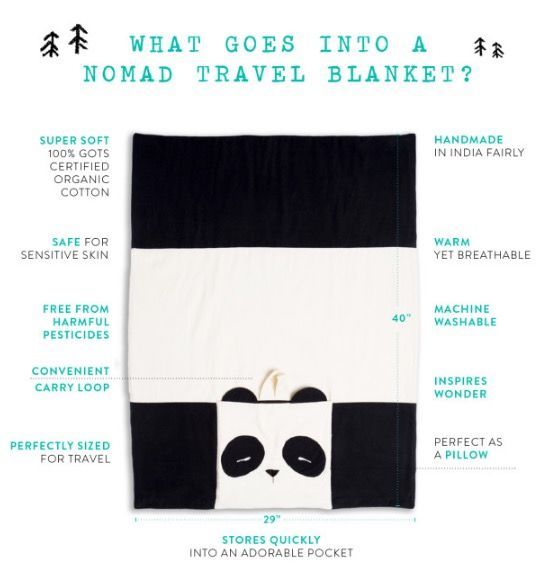 WHAT GOES INTO A
NOMAD TRAVEL BLANKET?
SUPER SOFT
100% GOTS
CERTIFIED
ORGANIC
COTTON
SAFE FOR
SENSITIVE SKIN
FREE FROM
HARMFUL
PESTICIDES
CONVENIENT
CARRY LOOP
PERFECTLY SIZED
FOR TRAVEL
HANDMADE
IN INDIA FAIRLY
WARM
YET BREATHABLE
40"
MACHINE
WASHABLE
INSPIRES
WONDER
PERFECT AS
A PILLOW
29"
STORES QUICKLY
INTO AN ADORABLE POCKET